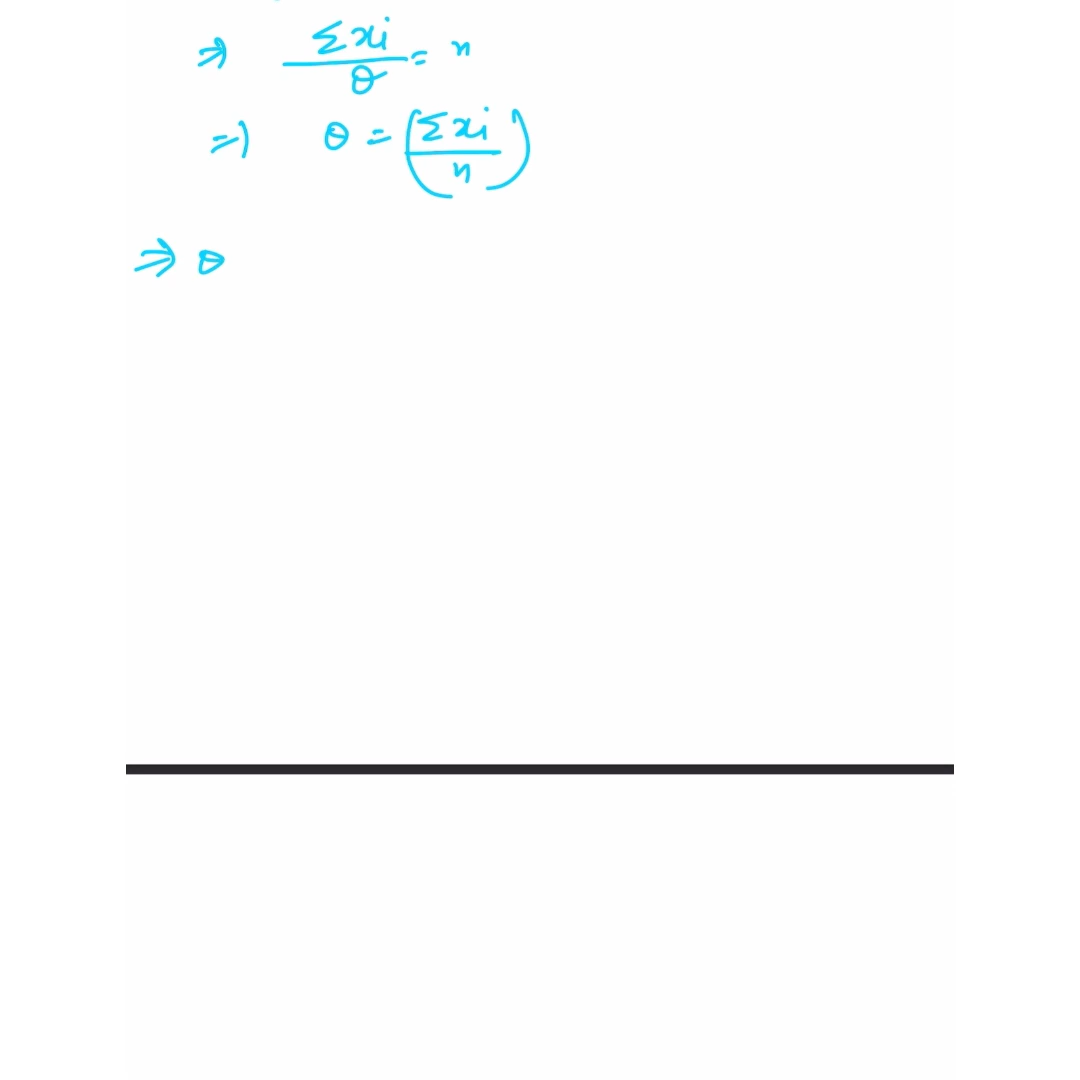 ⇒ Σxi/θ = n
⇒ θ = (Σxi/n)
⇒ θ